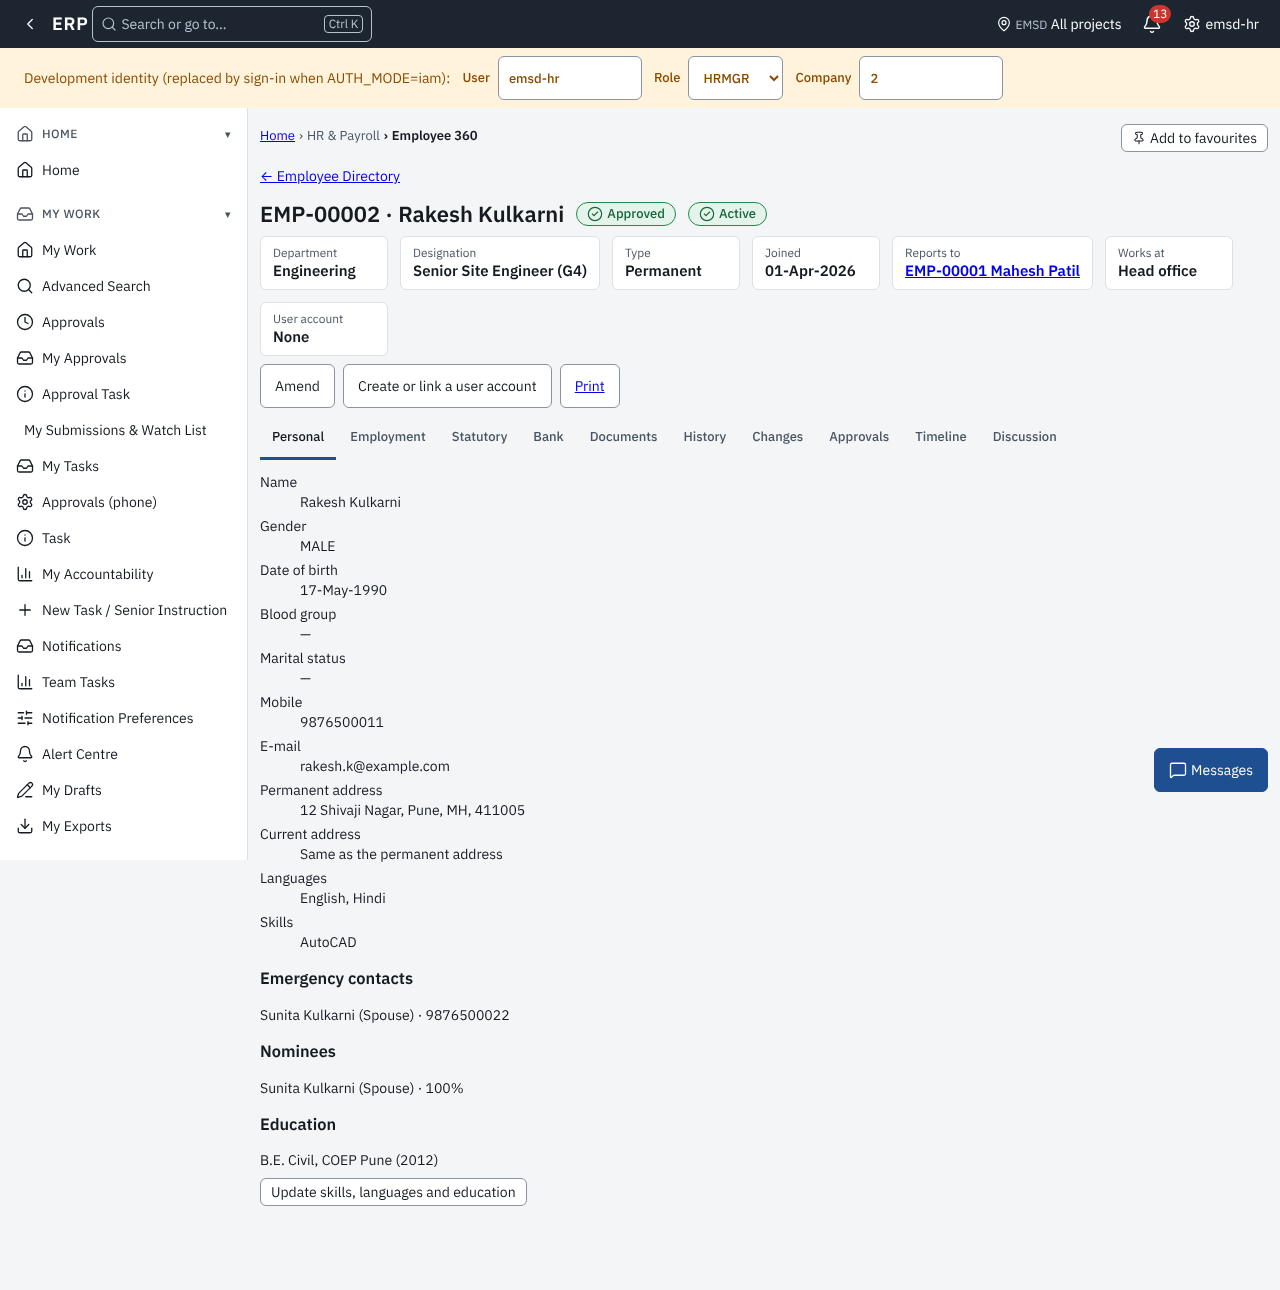 ERP
Search or go to...
Ctrl K
EMSD All projects
13
emsd-hr
Development identity (replaced by sign-in when AUTH_MODE=iam):
User
emsd-hr
Role
HRMGR
Company
2
HOME
Home
MY WORK
My Work
Advanced Search
Approvals
My Approvals
Approval Task
My Submissions & Watch List
My Tasks
Approvals (phone)
Task
My Accountability
New Task / Senior Instruction
Notifications
Team Tasks
Notification Preferences
Alert Centre
My Drafts
My Exports
Home › HR & Payroll › Employee 360
Add to favourites
← Employee Directory
EMP-00002 · Rakesh Kulkarni
Approved
Active
Department
Engineering
Designation
Senior Site Engineer (G4)
Type
Permanent
Joined
01-Apr-2026
Reports to
EMP-00001 Mahesh Patil
Works at
Head office
User account
None
Amend
Create or link a user account
Print
Personal
Employment
Statutory
Bank
Documents
History
Changes
Approvals
Timeline
Discussion
Name
Rakesh Kulkarni
Gender
MALE
Date of birth
17-May-1990
Blood group
—
Marital status
—
Mobile
9876500011
E-mail
rakesh.k@example.com
Permanent address
12 Shivaji Nagar, Pune, MH, 411005
Current address
Same as the permanent address
Languages
English, Hindi
Skills
AutoCAD
Emergency contacts
Sunita Kulkarni (Spouse) · 9876500022
Nominees
Sunita Kulkarni (Spouse) · 100%
Education
B.E. Civil, COEP Pune (2012)
Update skills, languages and education
Messages